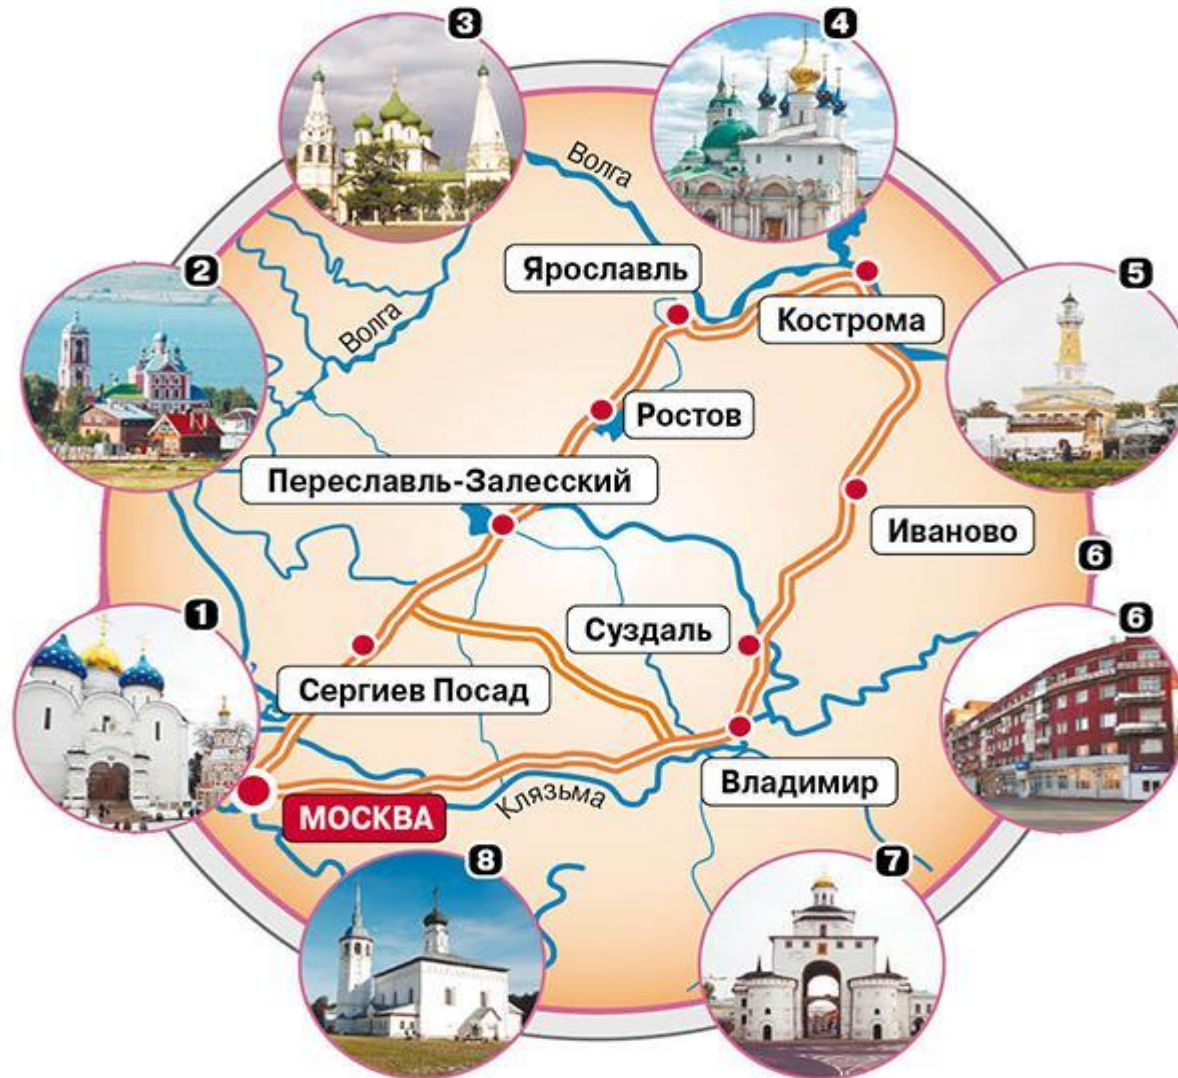 3
4
Волга
2
Ярославль
5
Волга
Кострома
Ростов
Переславль-Залесский
Иваново
6
1
Суздаль
6
Сергиев Посад
Владимир
Клязьма
МОСКВА
8
7